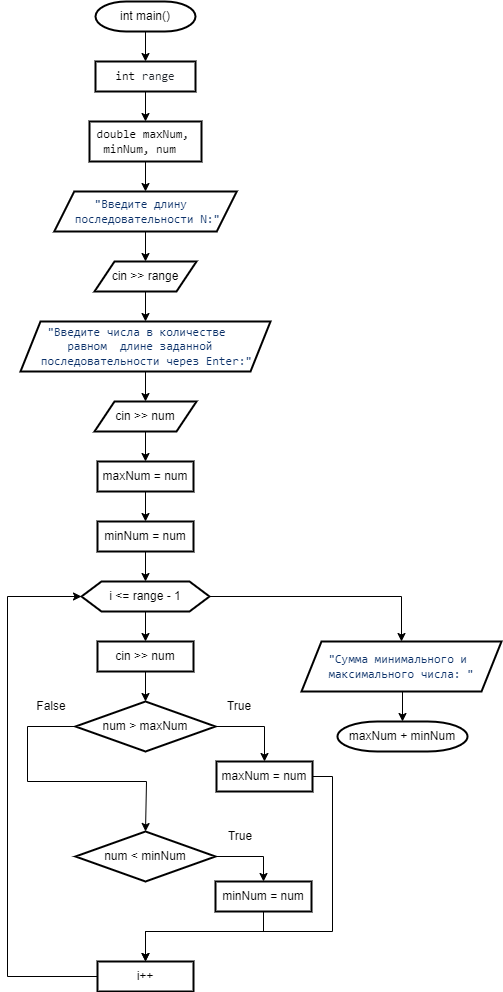 int main()
int range
double maxNum,
minNum, num
"Введите длину
последовательности N:"
cin >> range
"Введите числа в количестве
равном длине заданной
последовательности через Enter:"
cin >> num
maxNum = num
minNum = num
i <= range - 1
cin >> num
"Сумма минимального и
максимального числа: "
False
True
num > maxNum
maxNum + minNum
maxNum = num
True
num < minNum
minNum = num
i++